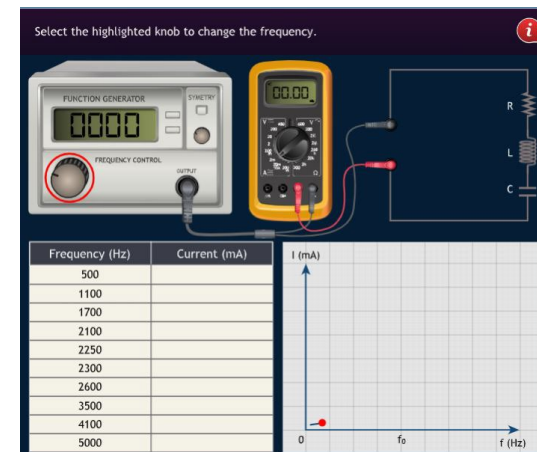 Select the highlighted knob to change the frequency.
i
FUNCTION GENERATOR
SYMETRY
0000
FREQUENCY CONTROL
OUTPUT
00.00
V
V
A
Ω
R
L
C
Frequency (Hz) Current (mA)
500
1100
1700
2100
2250
2300
2600
3500
4100
5000
I (mA)
0 f₀ f (Hz)